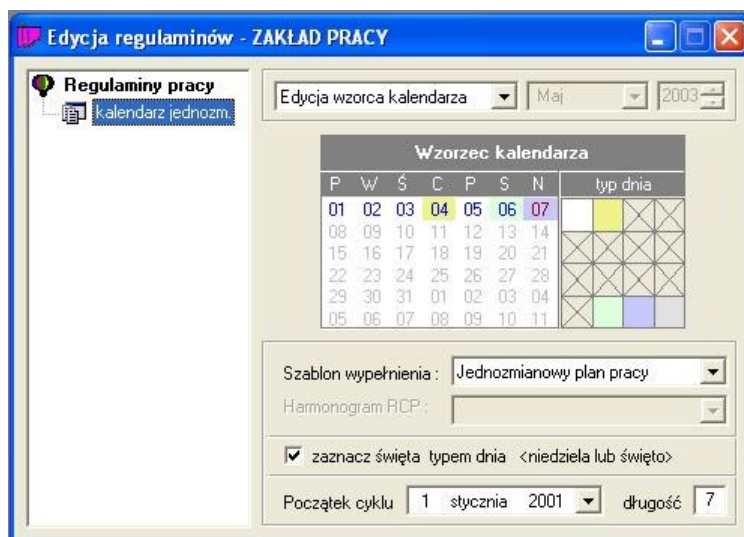 Edycja regulaminów - ZAKŁAD PRACY
Regulaminy pracy
kalendarz jednozm.
Edycja wzorca kalendarza Maj 2003
Wzorzec kalendarza
P W Ś C P S N typ dnia
01 02 03 04 05 06 07
08 09 10 11 12 13 14
15 16 17 18 19 20 21
22 23 24 25 26 27 28
29 30 31 01 02 03 04
05 06 07 08 09 10 11
Szablon wypełnienia : Jednozmianowy plan pracy
Harmonogram RCP :
zaznacz święta typem dnia <niedziela lub święto>
Początek cyklu 1 stycznia 2001 długość 7